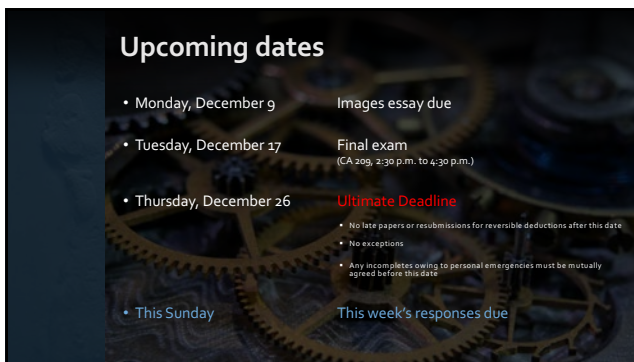 Upcoming dates
• Monday, December 9 Images essay due
• Tuesday, December 17 Final exam
(CA 209, 2:30 p.m. to 4:30 p.m.)
• Thursday, December 26 Ultimate Deadline
• No late papers or resubmissions for reversible deductions after this date
• No exceptions
• Any incompletes owing to personal emergencies must be mutually
agreed before this date
• This Sunday This week's responses due